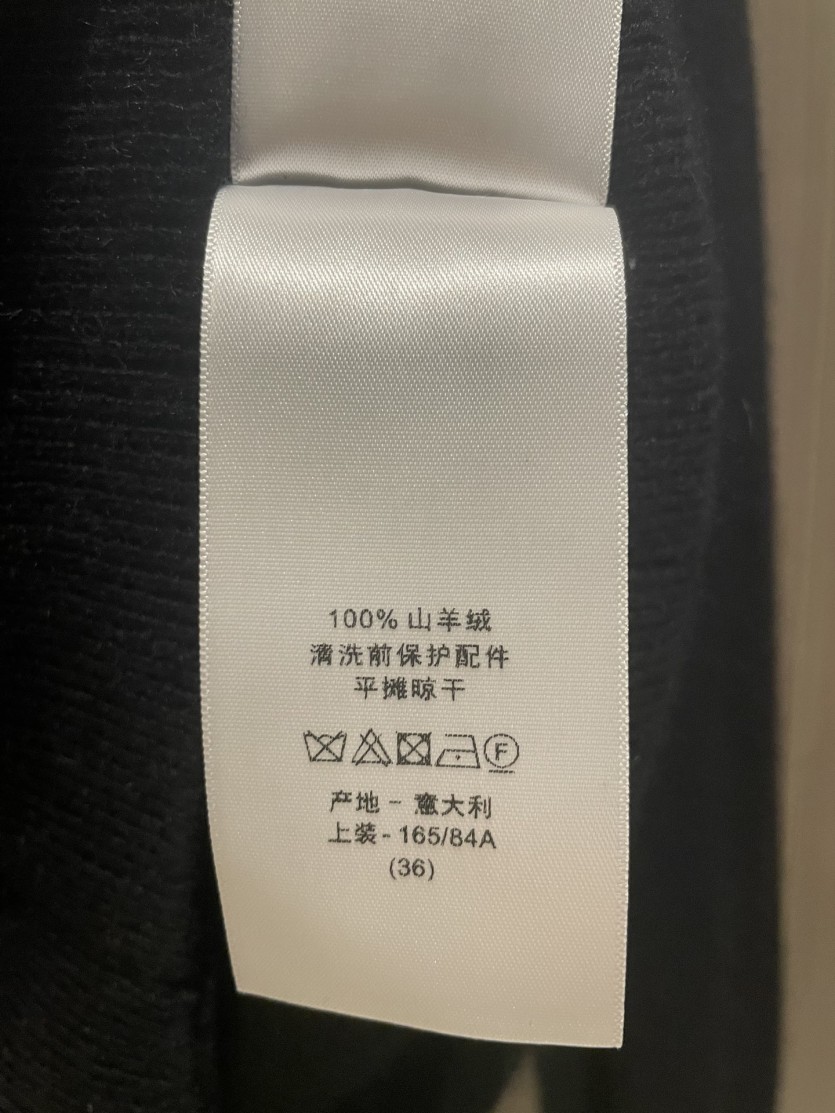 100% 山羊绒
清洗前保护配件
平摊晾干
F
产地 - 意大利
上装 - 165/84A
(36)